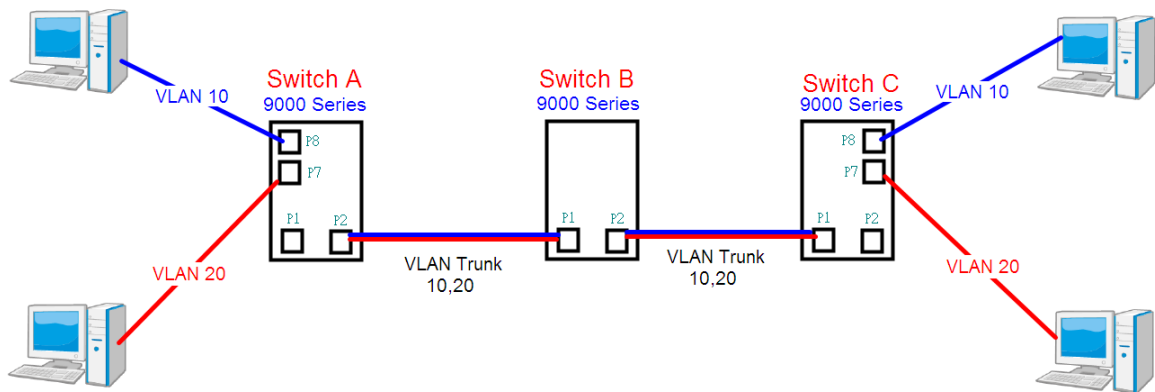 Switch A
9000 Series
Switch B
9000 Series
Switch C
9000 Series
VLAN 10
VLAN 10
P8
P7
P8
P7
P1
P2
P1
P2
P1
P2
VLAN 20
VLAN Trunk
10,20
VLAN Trunk
10,20
VLAN 20